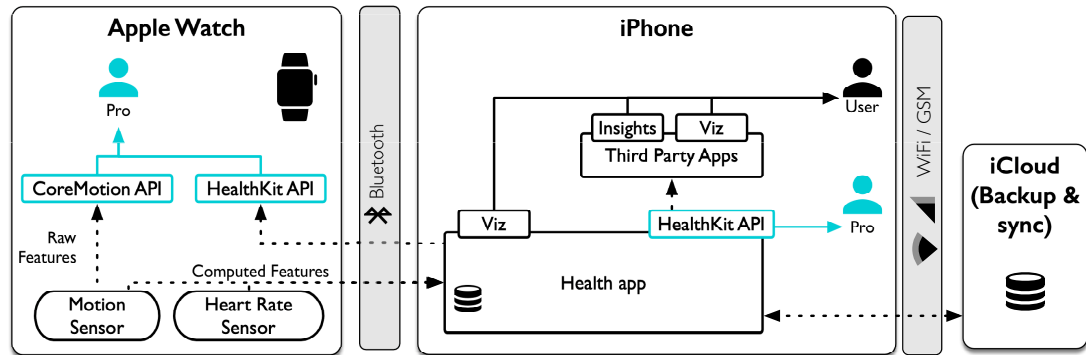 Apple Watch
Pro
CoreMotion API
HealthKit API
Raw
Features
Computed Features
Motion
Sensor
Heart Rate
Sensor
Bluetooth
iPhone
User
Insights
Viz
Third Party Apps
Viz
HealthKit API
Pro
Health app
WiFi / GSM
iCloud
(Backup &
sync)